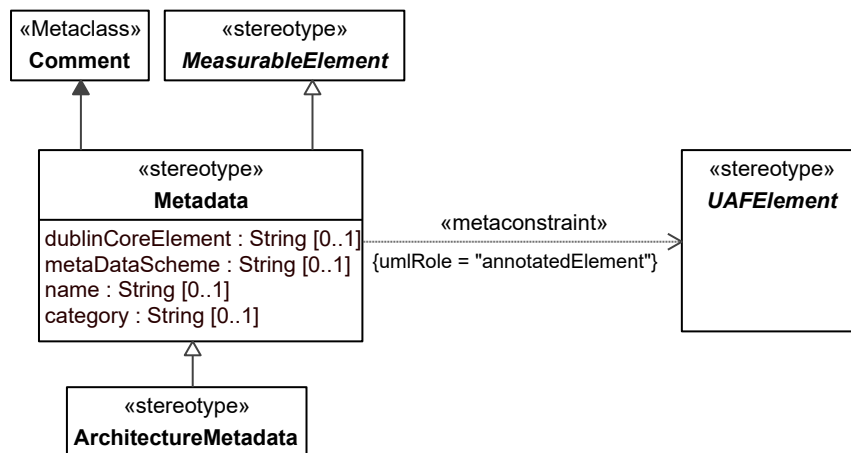 «Metaclass»
Comment
«stereotype»
MeasurableElement
«stereotype»
Metadata
dublinCoreElement : String [0..1]
metaDataScheme : String [0..1]
name : String [0..1]
category : String [0..1]
«metaconstraint»
{umlRole = "annotatedElement"}
«stereotype»
UAFElement
«stereotype»
ArchitectureMetadata